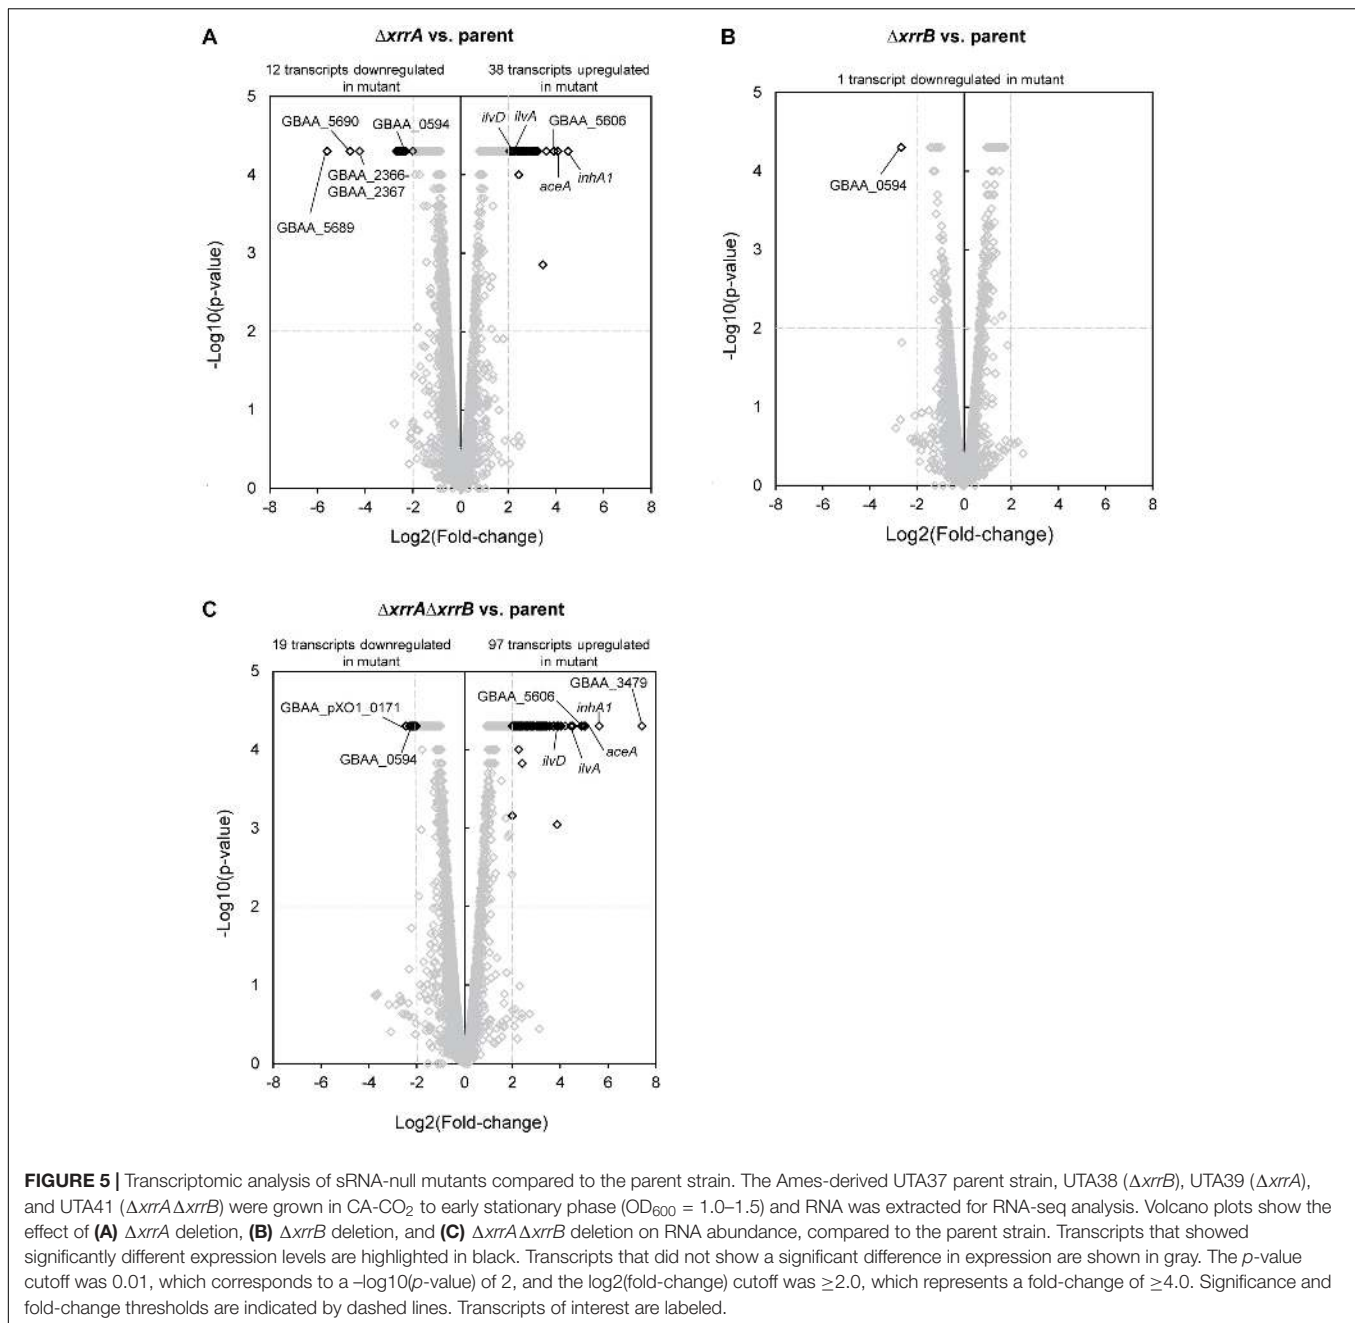 A
ΔxrrA vs. parent
12 transcripts downregulated
in mutant
38 transcripts upregulated
in mutant
5
4
3
2
1
0
-Log10(p-value)
GBAA_5690
GBAA_0594
ilvD
ilvA
GBAA_5606
GBAA_2366-
GBAA_2367
aceA
inhA1
GBAA_5689
-8 -6 -4 -2 0 2 4 6 8
Log2(Fold-change)
B
ΔxrrB vs. parent
1 transcript downregulated in mutant
5
4
3
2
1
0
-Log10(p-value)
GBAA_0594
-8 -6 -4 -2 0 2 4 6 8
Log2(Fold-change)
C
ΔxrrAΔxrrB vs. parent
19 transcripts downregulated
in mutant
97 transcripts upregulated
in mutant
5
4
3
2
1
0
-Log10(p-value)
GBAA_3479
GBAA_5606
inhA1
GBAA_pXO1_0171
GBAA_0594
ilvD
ilvA
aceA
-8 -6 -4 -2 0 2 4 6 8
Log2(Fold-change)
FIGURE 5 | Transcriptomic analysis of sRNA-null mutants compared to the parent strain. The Ames-derived UTA37 parent strain, UTA38 (ΔxrrB), UTA39 (ΔxrrA),
and UTA41 (ΔxrrAΔxrrB) were grown in CA-CO₂ to early stationary phase (OD₆₀₀ = 1.0–1.5) and RNA was extracted for RNA-seq analysis. Volcano plots show the
effect of (A) ΔxrrA deletion, (B) ΔxrrB deletion, and (C) ΔxrrAΔxrrB deletion on RNA abundance, compared to the parent strain. Transcripts that showed
significantly different expression levels are highlighted in black. Transcripts that did not show a significant difference in expression are shown in gray. The p-value
cutoff was 0.01, which corresponds to a –log10(p-value) of 2, and the log2(fold-change) cutoff was ≥2.0, which represents a fold-change of ≥4.0. Significance and
fold-change thresholds are indicated by dashed lines. Transcripts of interest are labeled.